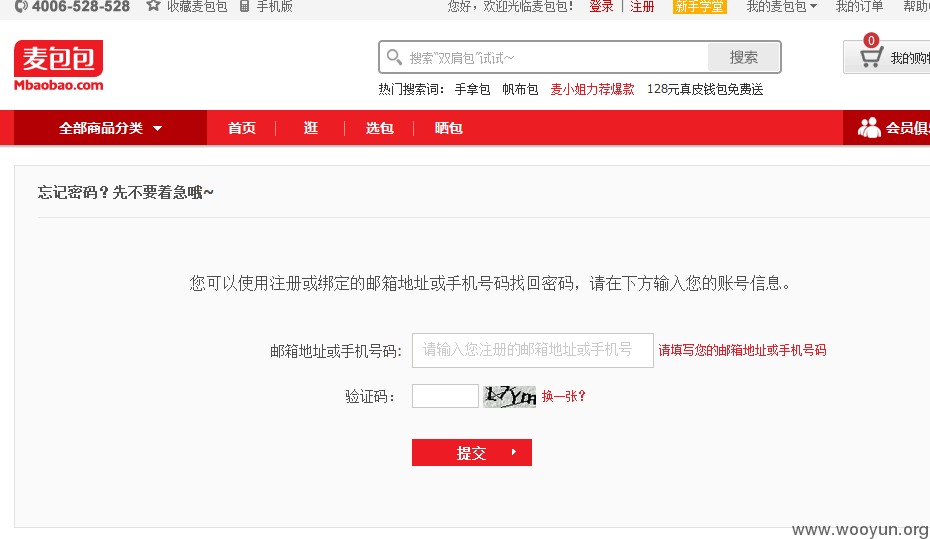 4006-528-528 收藏麦包包 手机版 您好，欢迎光临麦包包！ 登录 | 注册 新手学堂 我的麦包包 我的订单 帮助
麦包包
Mbaobao.com
搜索“双肩包”试试~ 搜索
0
我的购物
热门搜索词： 手拿包 帆布包 麦小姐力荐爆款 128元真皮钱包免费送
全部商品分类 首页 逛 选包 晒包 会员俱
忘记密码？先不要着急哦~
您可以使用注册或绑定的邮箱地址或手机号码找回密码，请在下方输入您的账号信息。
邮箱地址或手机号码: 请输入您注册的邮箱地址或手机号 请填写您的邮箱地址或手机号码
验证码： 换一张？
提交
www.wooyun.org